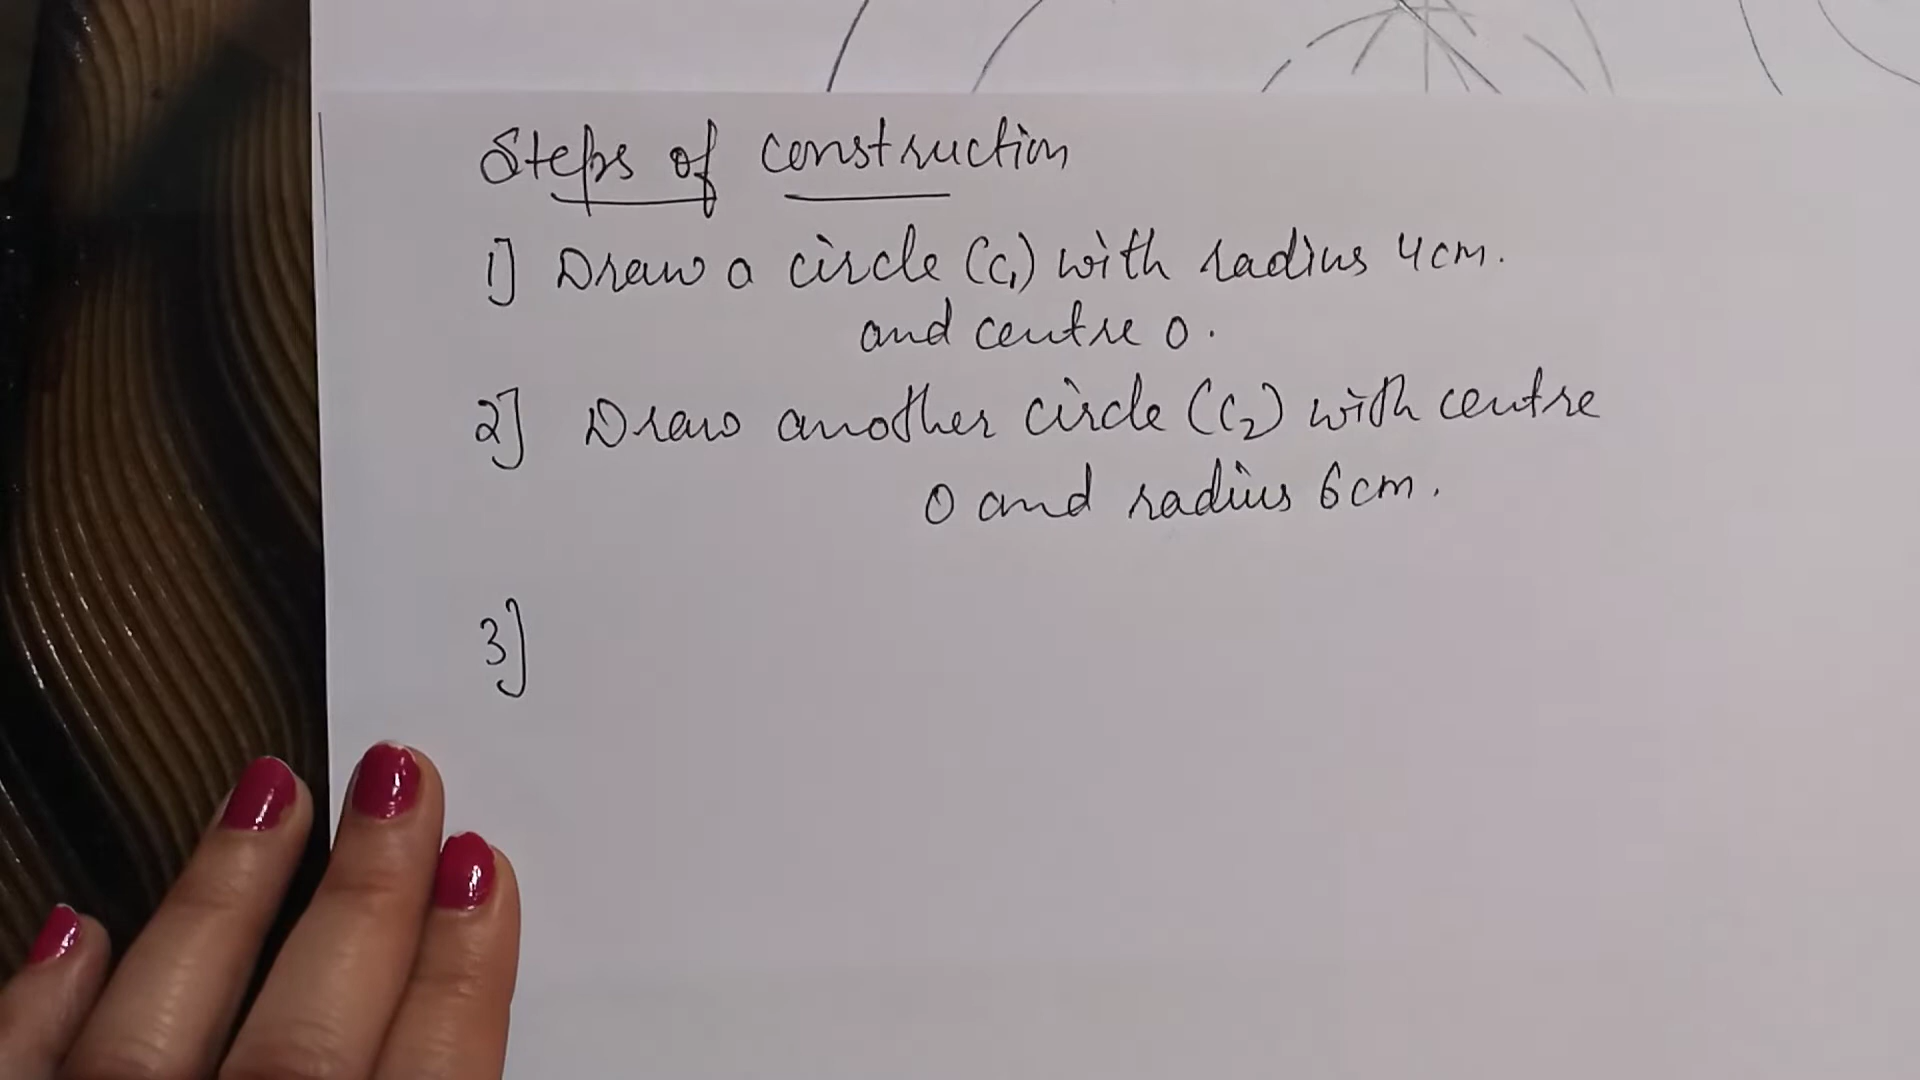 Steps of construction
1] Draw a circle (C₁) with radius 4cm.
and centre O.
2] Draw another circle (C₂) with centre
O and radius 6cm.
3]